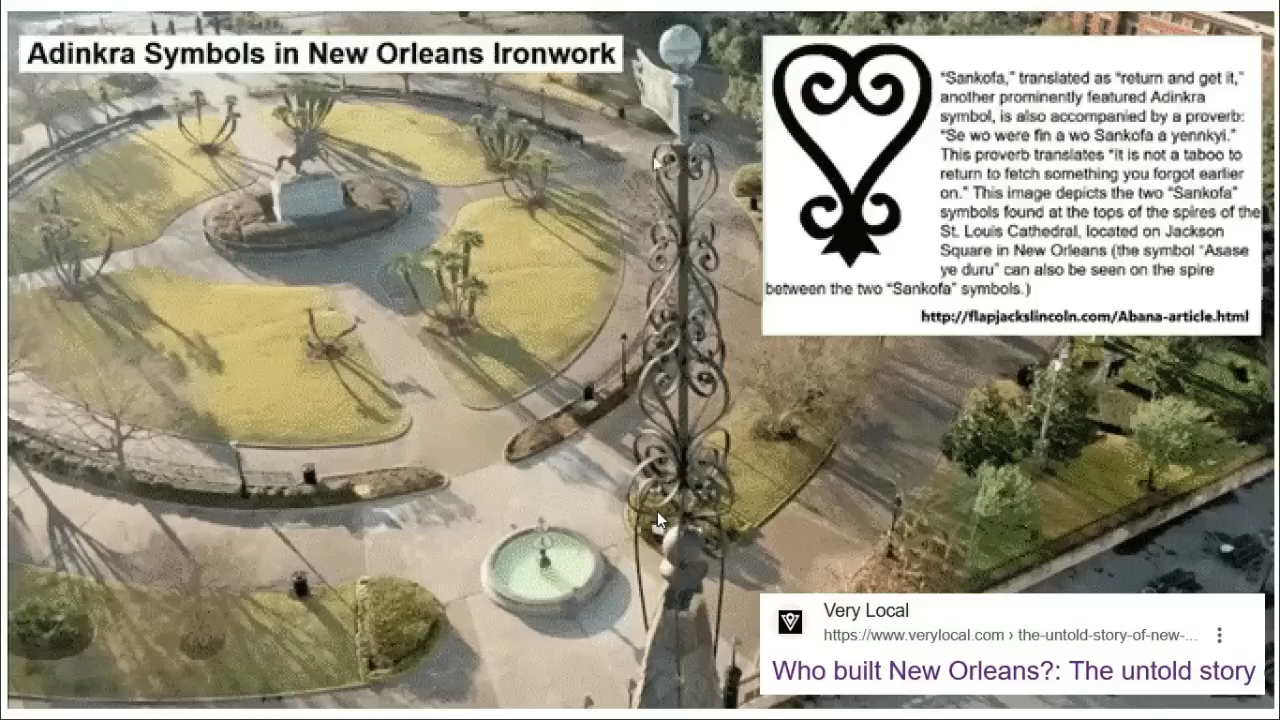 Adinkra Symbols in New Orleans Ironwork
“Sankofa,” translated as “return and get it,”
another prominently featured Adinkra
symbol, is also accompanied by a proverb:
“Se wo were fin a wo Sankofa a yennkyi.”
This proverb translates “it is not a taboo to
return to fetch something you forgot earlier
on.” This image depicts the two “Sankofa”
symbols found at the tops of the spires of the
St. Louis Cathedral, located on Jackson
Square in New Orleans (the symbol “Asase
ye duru” can also be seen on the spire
between the two “Sankofa” symbols.)
http://flapjackslincoln.com/Abana-article.html
Very Local
https://www.verylocal.com › the-untold-story-of-new-...
Who built New Orleans?: The untold story